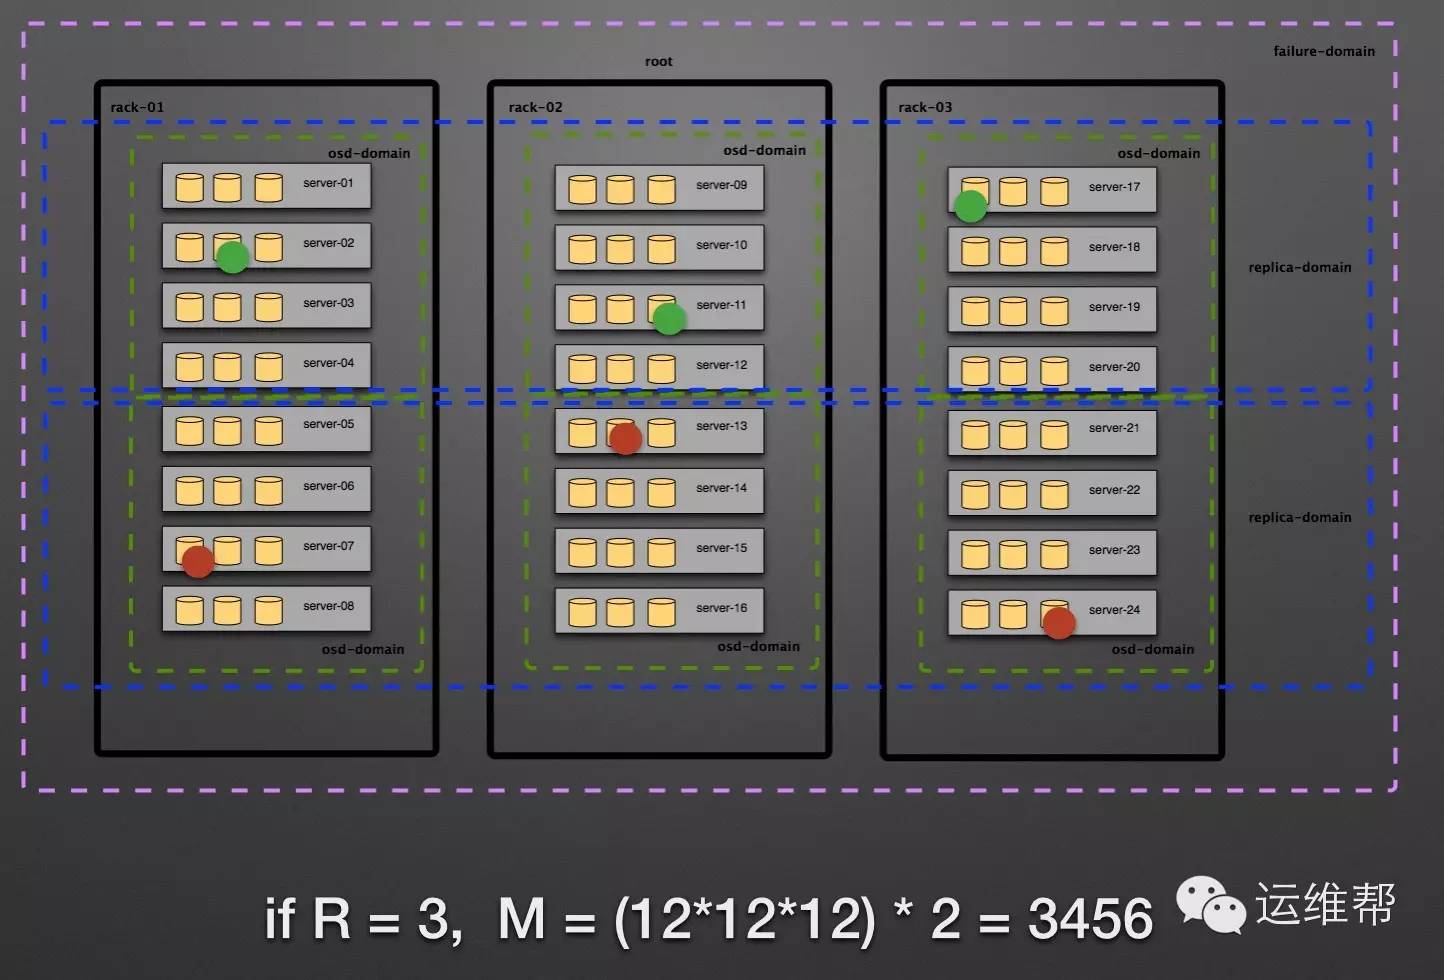 failure-domain
root
rack-01
rack-02
rack-03
osd-domain
osd-domain
osd-domain
server-01
server-09
server-17
server-02
server-10
server-18
replica-domain
server-03
server-11
server-19
server-04
server-12
server-20
server-05
server-13
server-21
server-06
server-14
server-22
replica-domain
server-07
server-15
server-23
server-08
server-16
server-24
osd-domain
osd-domain
osd-domain
if R = 3, M = (12*12*12) * 2 = 3456
运维帮